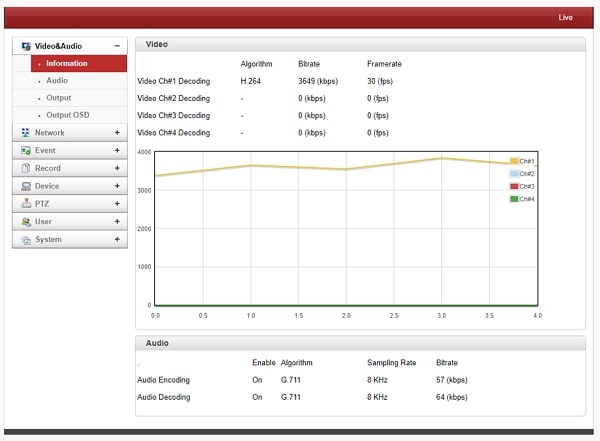 Live
Video&Audio −
Information
Audio
Output
Output OSD
Network +
Event +
Record +
Device +
PTZ +
User +
System +
Video
Algorithm Bitrate Framerate
Video Ch#1 Decoding H.264 3649 (kbps) 30 (fps)
Video Ch#2 Decoding - 0 (kbps) 0 (fps)
Video Ch#3 Decoding - 0 (kbps) 0 (fps)
Video Ch#4 Decoding - 0 (kbps) 0 (fps)
4000
3000
2000
1000
0
0.0 0.5 1.0 1.5 2.0 2.5 3.0 3.5 4.0
Ch#1
Ch#2
Ch#3
Ch#4
Audio
. Enable Algorithm Sampling Rate Bitrate
Audio Encoding On G.711 8 KHz 57 (kbps)
Audio Decoding On G.711 8 KHz 64 (kbps)